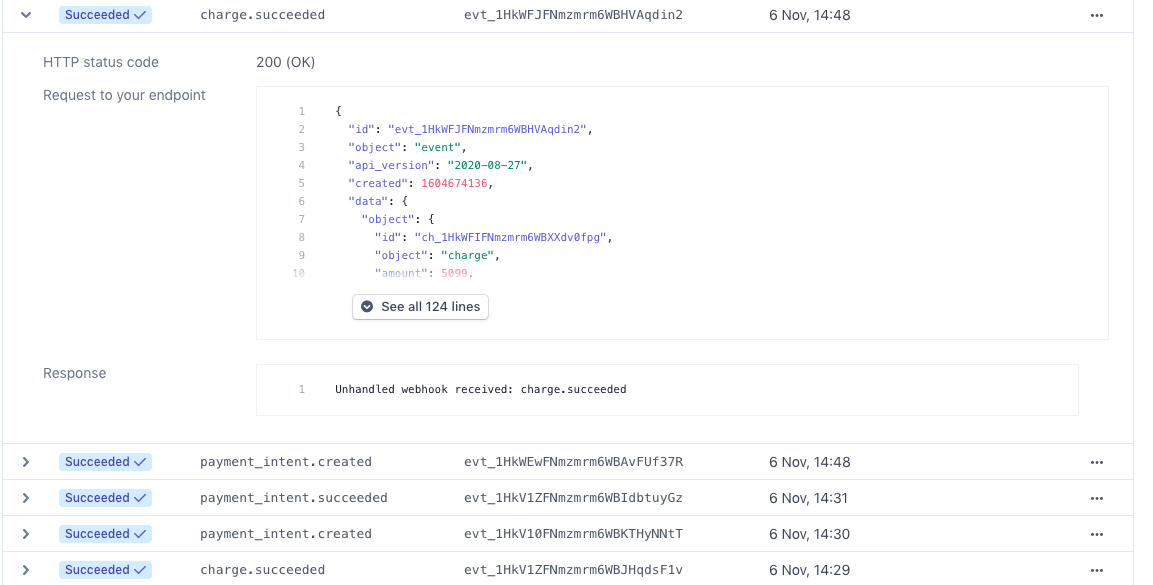 Succeeded charge.succeeded evt_1HkWFJFNmzmrm6WBHVAqdin2 6 Nov, 14:48
HTTP status code 200 (OK)
Request to your endpoint
1 {
2 "id": "evt_1HkWFJFNmzmrm6WBHVAqdin2",
3 "object": "event",
4 "api_version": "2020-08-27",
5 "created": 1604674136,
6 "data": {
7 "object": {
8 "id": "ch_1HkWFIFNmzmrm6WBXXdv0fpg",
9 "object": "charge",
10 "amount": 5099,
See all 124 lines
Response
1 Unhandled webhook received: charge.succeeded
Succeeded payment_intent.created evt_1HkWEwFNmzmrm6WBAvFUf37R 6 Nov, 14:48
Succeeded payment_intent.succeeded evt_1HkV1ZFNmzmrm6WBIdbtuyGz 6 Nov, 14:31
Succeeded payment_intent.created evt_1HkV10FNmzmrm6WBKTHyNNtT 6 Nov, 14:30
Succeeded charge.succeeded evt_1HkV1ZFNmzmrm6WBJHqdsF1v 6 Nov, 14:29